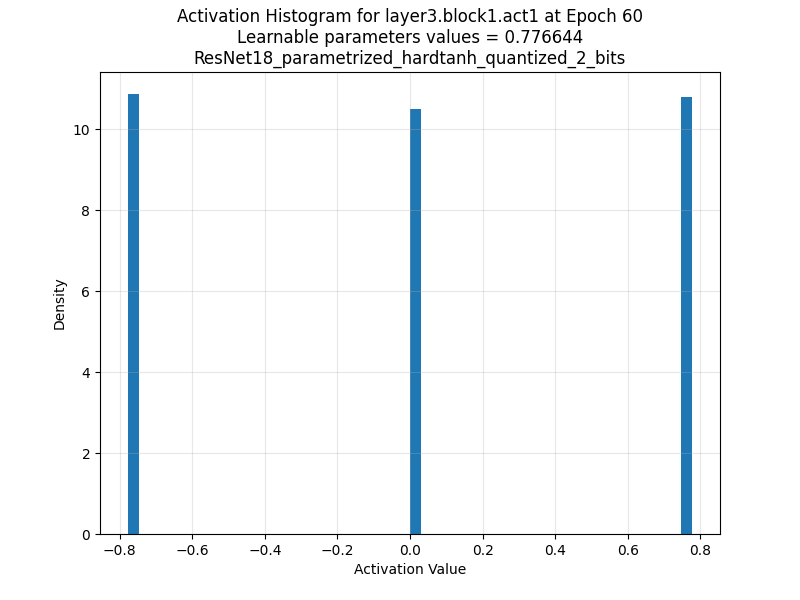 Activation Histogram for layer3.block1.act1 at Epoch 60
Learnable parameters values = 0.776644
ResNet18_parametrized_hardtanh_quantized_2_bits
Density
10
8
6
4
2
0
−0.8 −0.6 −0.4 −0.2 0.0 0.2 0.4 0.6 0.8
Activation Value